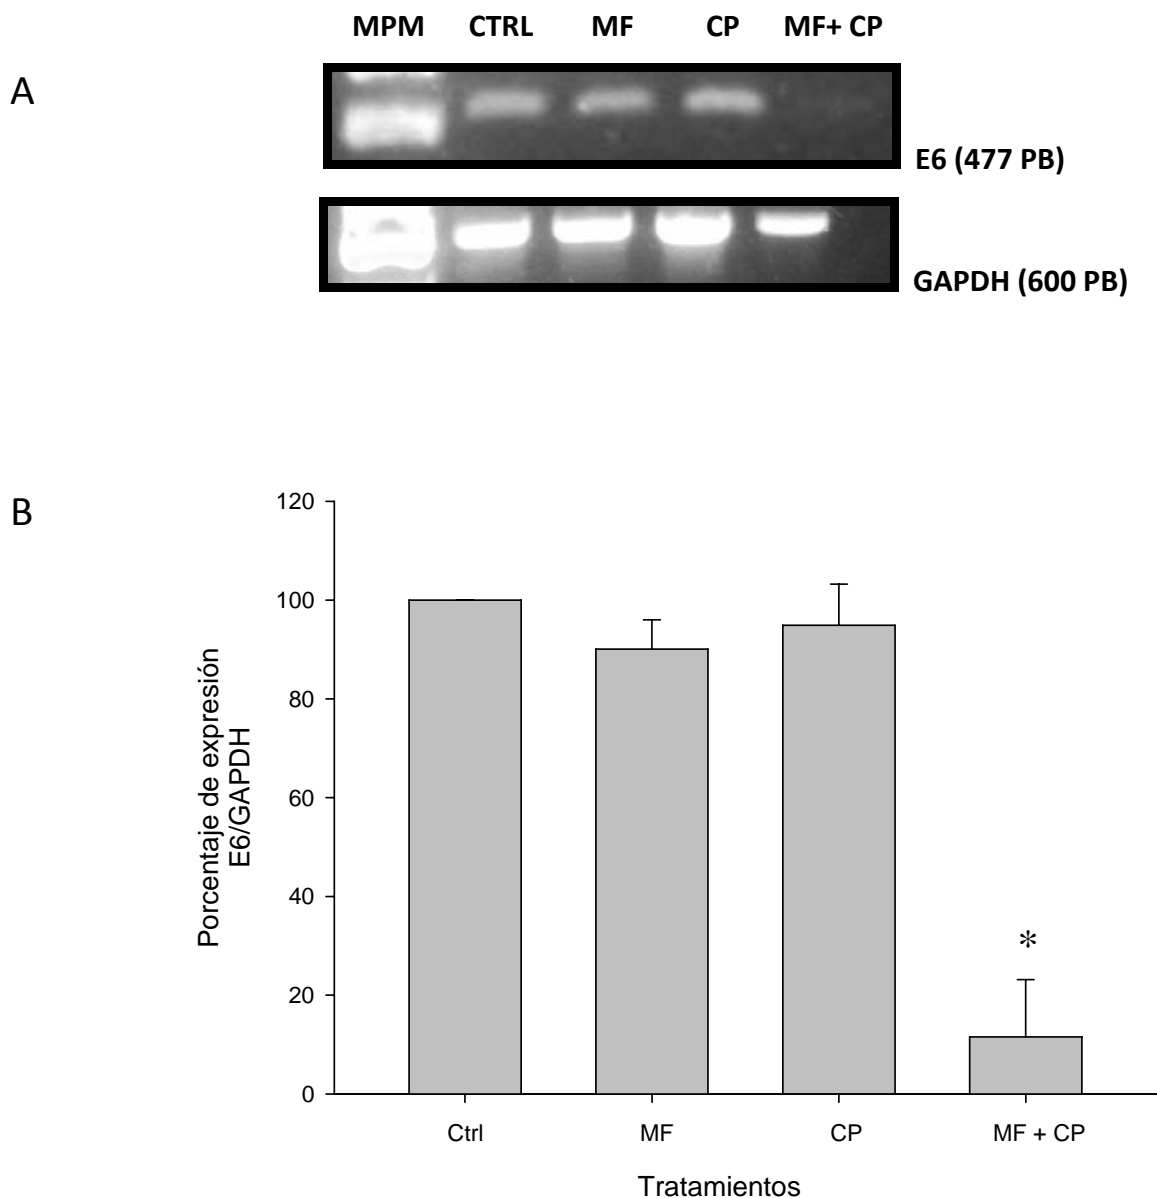 MPM CTRL MF CP MF+ CP
A
E6 (477 PB)
GAPDH (600 PB)
B
120
100
80
60
40
20
0
Porcentaje de expresión
E6/GAPDH
*
Ctrl MF CP MF + CP
Tratamientos